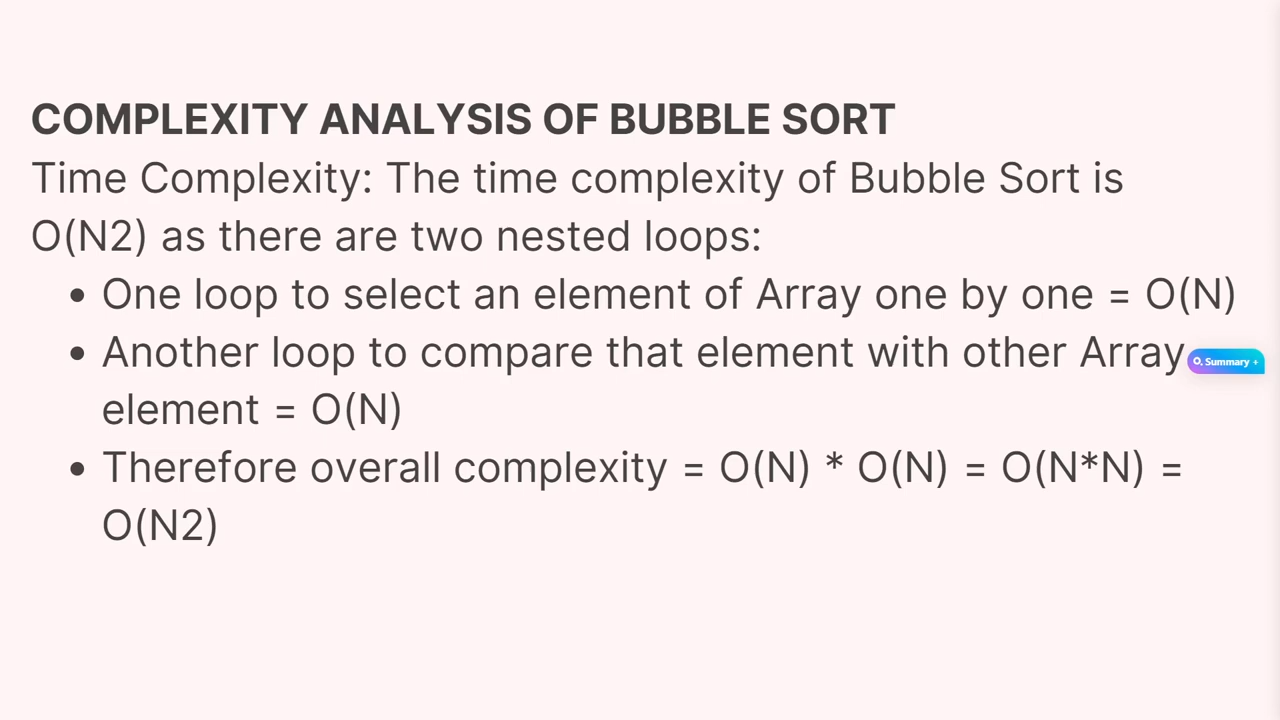 COMPLEXITY ANALYSIS OF BUBBLE SORT
Time Complexity: The time complexity of Bubble Sort is
O(N2) as there are two nested loops:
• One loop to select an element of Array one by one = O(N)
• Another loop to compare that element with other Array
Summary +
element = O(N)
• Therefore overall complexity = O(N) * O(N) = O(N*N) =
O(N2)